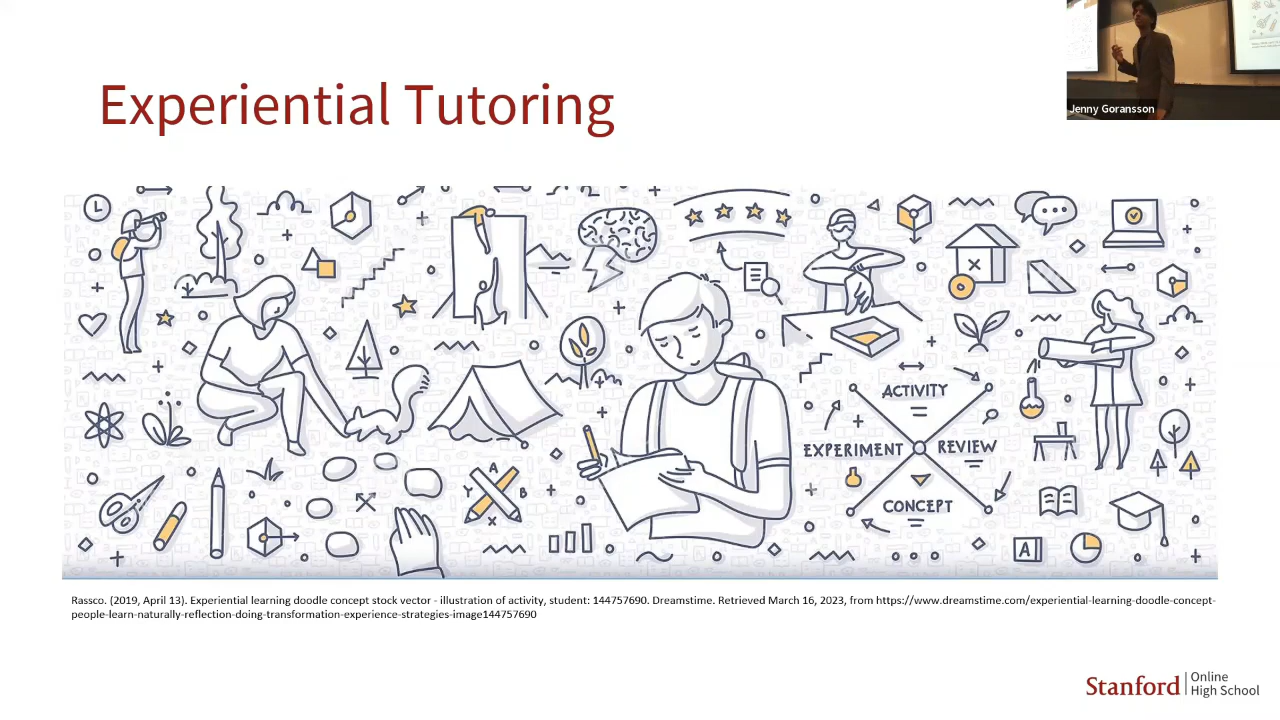 Experiential Tutoring
Jenny Goransson
ACTIVITY
EXPERIMENT
REVIEW
CONCEPT
A
Y
B
X
A
Rassco. (2019, April 13). Experiential learning doodle concept stock vector - illustration of activity, student: 144757690. Dreamstime. Retrieved March 16, 2023, from https://www.dreamstime.com/experiential-learning-doodle-concept-
people-learn-naturally-reflection-doing-transformation-experience-strategies-image144757690
Stanford
Online
High School